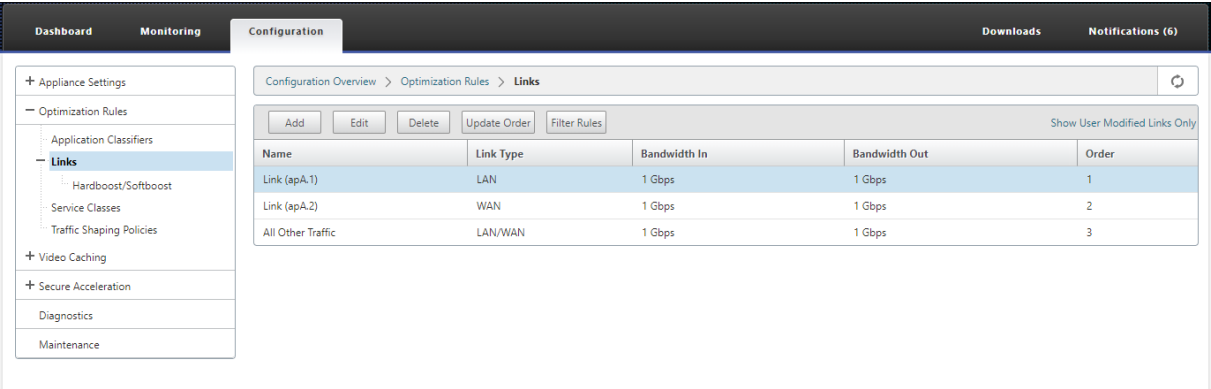 Dashboard Monitoring Configuration Downloads Notifications (6)
+ Appliance Settings
− Optimization Rules
Application Classifiers
− Links
Hardboost/Softboost
Service Classes
Traffic Shaping Policies
+ Video Caching
+ Secure Acceleration
Diagnostics
Maintenance
Configuration Overview > Optimization Rules > Links
Add Edit Delete Update Order Filter Rules Show User Modified Links Only
Name Link Type Bandwidth In Bandwidth Out Order
Link (apA.1) LAN 1 Gbps 1 Gbps 1
Link (apA.2) WAN 1 Gbps 1 Gbps 2
All Other Traffic LAN/WAN 1 Gbps 1 Gbps 3